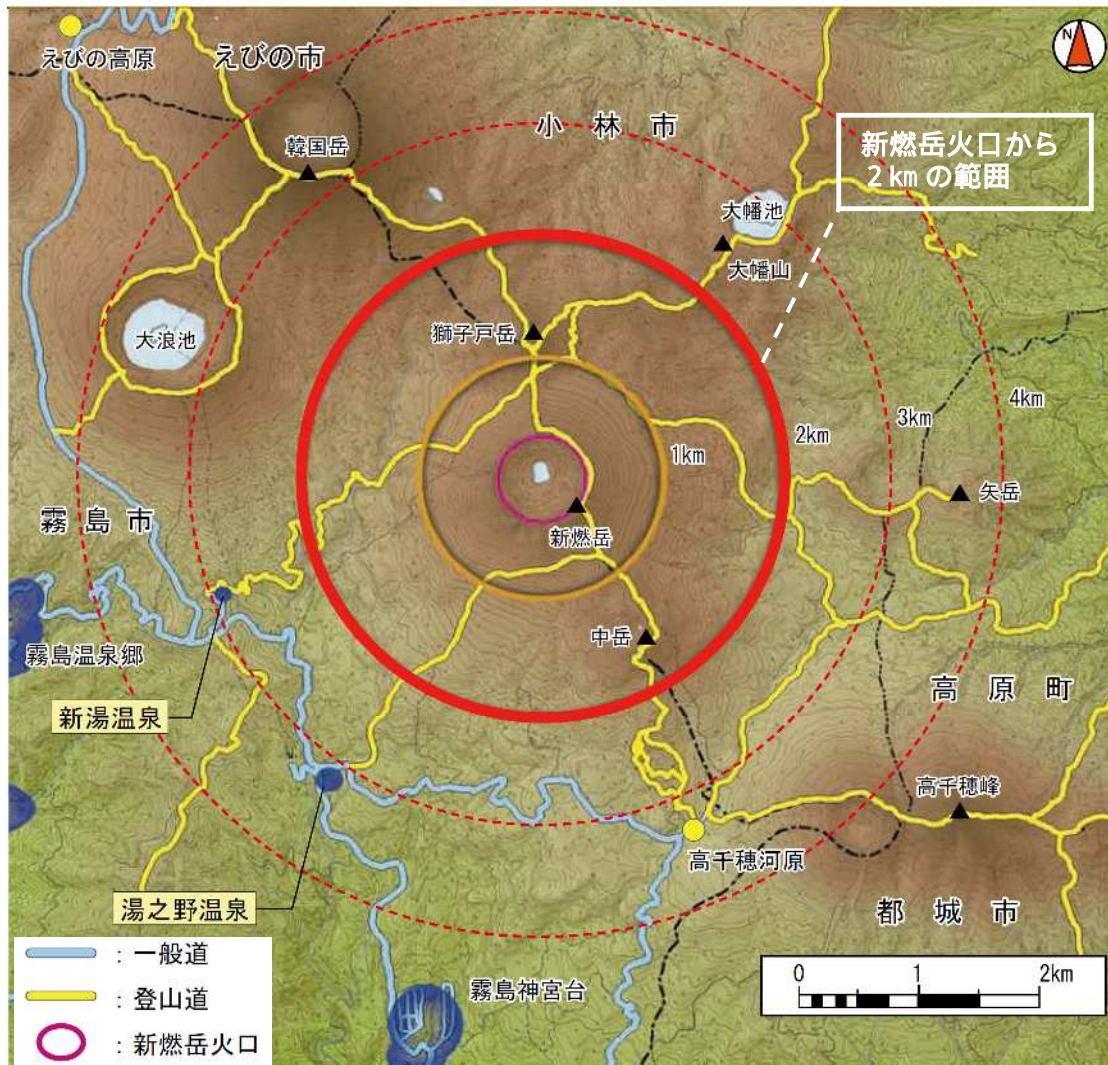 N
えびの高原
えびの市
小林市
韓国岳
新燃岳火口から
2kmの範囲
大幡池
大幡山
獅子戸岳
大浪池
1km
2km
3km
4km
矢岳
新燃岳
霧島市
中岳
霧島温泉郷
高原町
新湯温泉
高千穂峰
高千穂河原
湯之野温泉
都城市
:一般道
:登山道
:新燃岳火口
霧島神宮台
0 1 2km